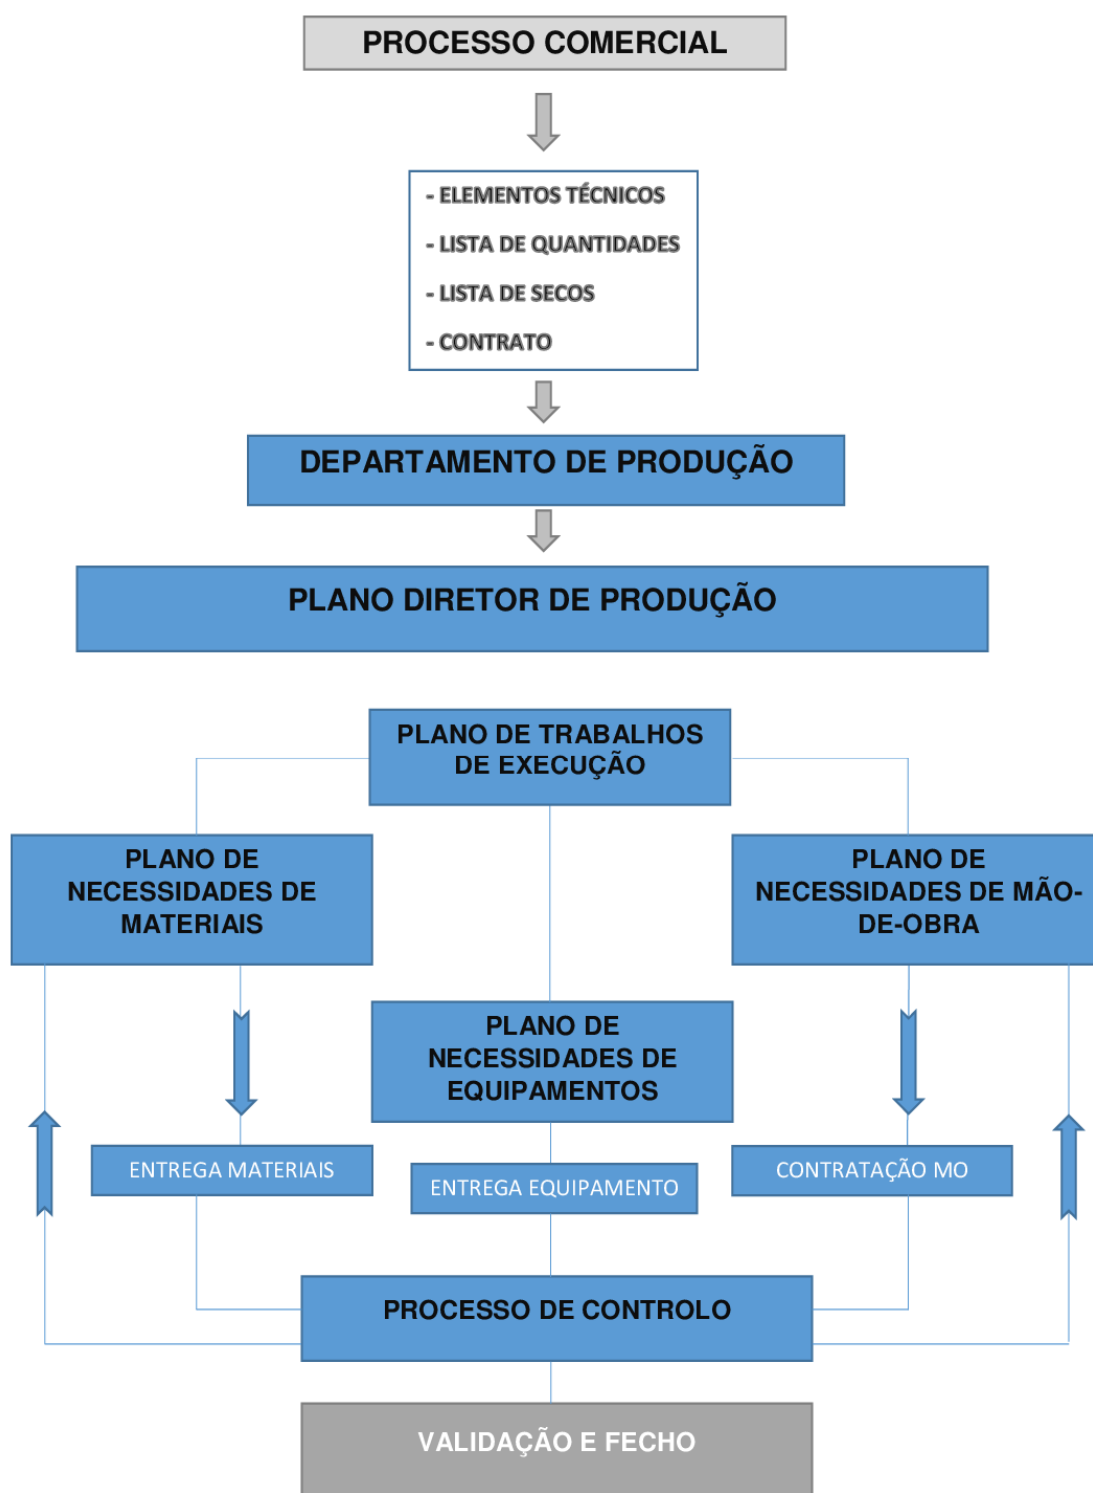 PROCESSO COMERCIAL
- ELEMENTOS TÉCNICOS
- LISTA DE QUANTIDADES
- LISTA DE SECOS
- CONTRATO
DEPARTAMENTO DE PRODUÇÃO
PLANO DIRETOR DE PRODUÇÃO
PLANO DE TRABALHOS
DE EXECUÇÃO
PLANO DE
NECESSIDADES DE
MATERIAIS
PLANO DE
NECESSIDADES DE MÃO-
DE-OBRA
PLANO DE
NECESSIDADES DE
EQUIPAMENTOS
ENTREGA MATERIAIS
ENTREGA EQUIPAMENTO
CONTRATAÇÃO MO
PROCESSO DE CONTROLO
VALIDAÇÃO E FECHO